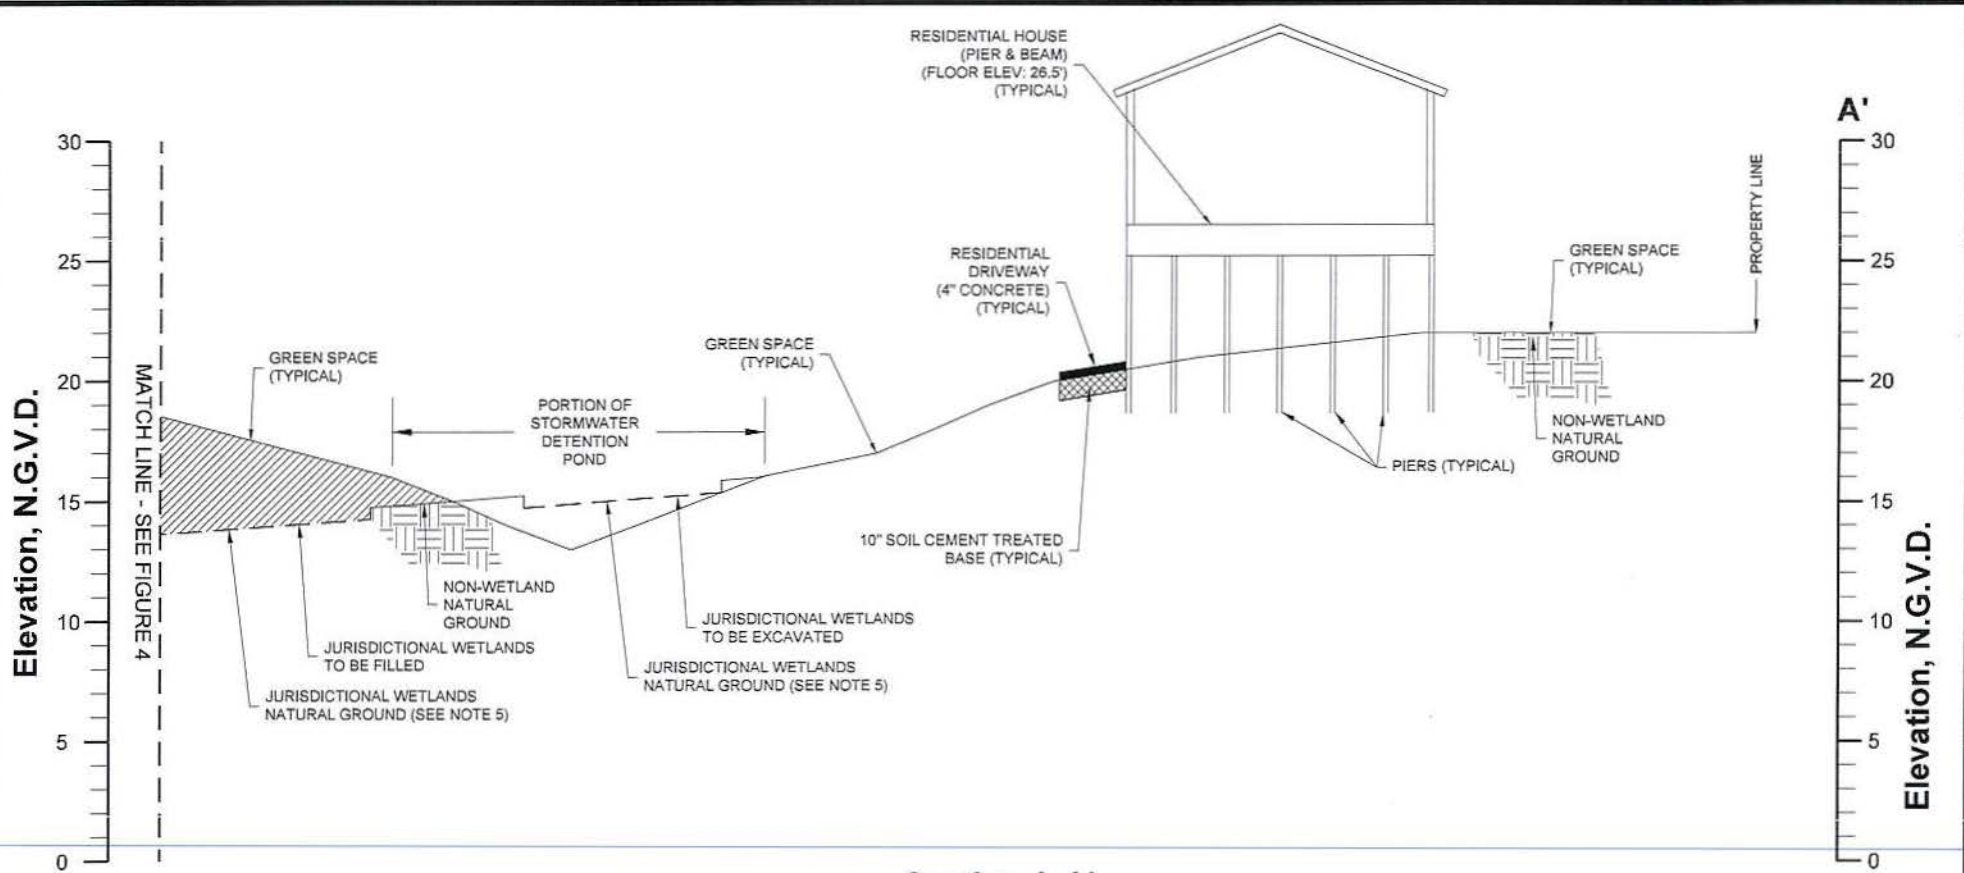 RESIDENTIAL HOUSE
(PIER & BEAM)
(FLOOR ELEV: 26.5')
(TYPICAL)
A'
30
25
20
15
10
5
0
Elevation, N.G.V.D.
MATCH LINE - SEE FIGURE 4
GREEN SPACE
(TYPICAL)
PORTION OF
STORMWATER
DETENTION
POND
GREEN SPACE
(TYPICAL)
RESIDENTIAL
DRIVEWAY
(4" CONCRETE)
(TYPICAL)
GREEN SPACE
(TYPICAL)
PROPERTY LINE
NON-WETLAND
NATURAL
GROUND
PIERS (TYPICAL)
10" SOIL CEMENT TREATED
BASE (TYPICAL)
NON-WETLAND
NATURAL
GROUND
JURISDICTIONAL WETLANDS
TO BE FILLED
JURISDICTIONAL WETLANDS
NATURAL GROUND (SEE NOTE 5)
JURISDICTIONAL WETLANDS
TO BE EXCAVATED
JURISDICTIONAL WETLANDS
NATURAL GROUND (SEE NOTE 5)
30
25
20
15
10
5
0
Elevation, N.G.V.D.